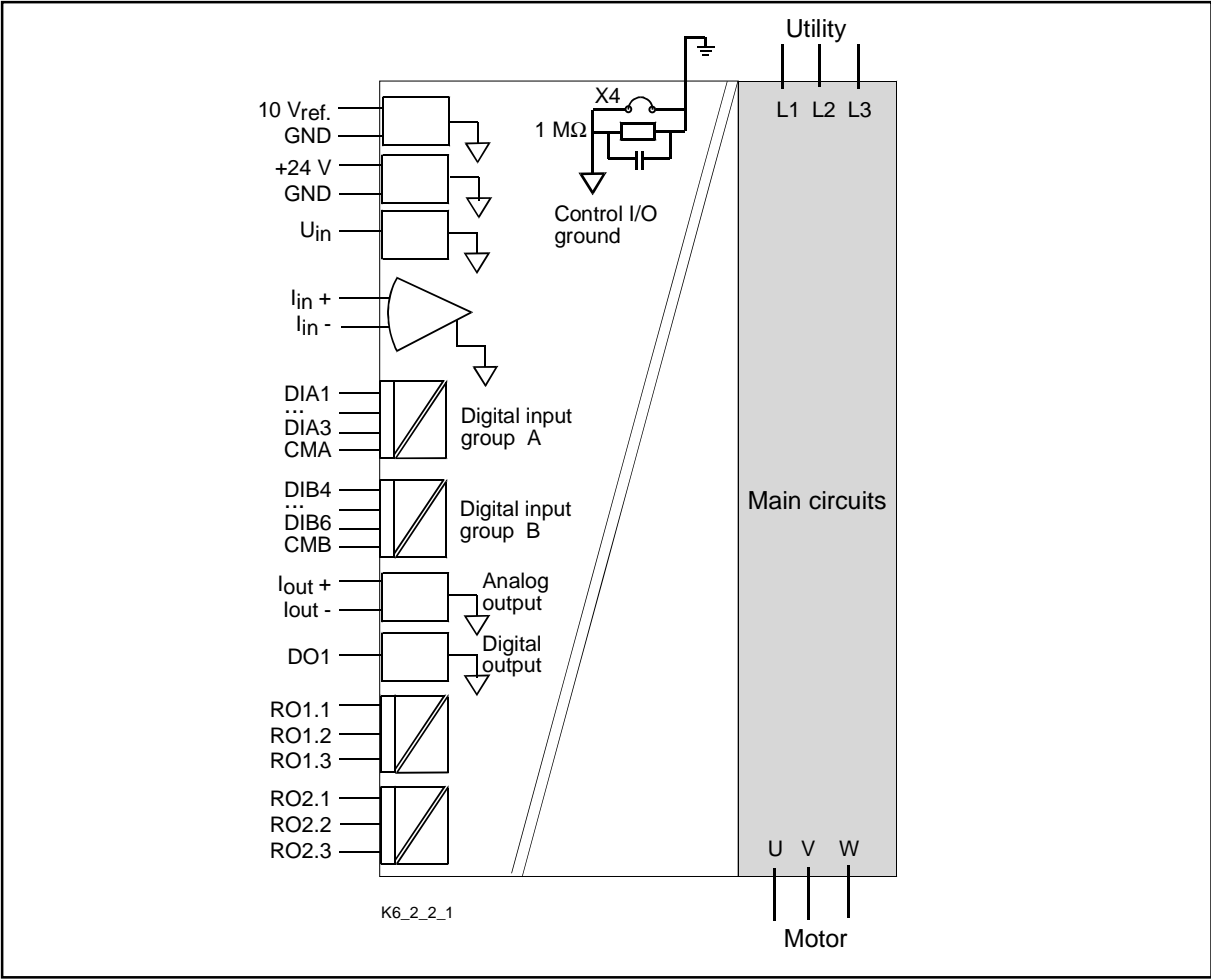 Utility
L1 L2 L3
X4
1 MΩ
Control I/O
ground
10 Vref.
GND
+24 V
GND
Uin
Iin +
Iin -
DIA1
...
DIA3
CMA
Digital input
group A
DIB4
...
DIB6
CMB
Digital input
group B
Main circuits
Iout +
Iout -
Analog
output
DO1
Digital
output
RO1.1
RO1.2
RO1.3
RO2.1
RO2.2
RO2.3
U V W
Motor
K6_2_2_1